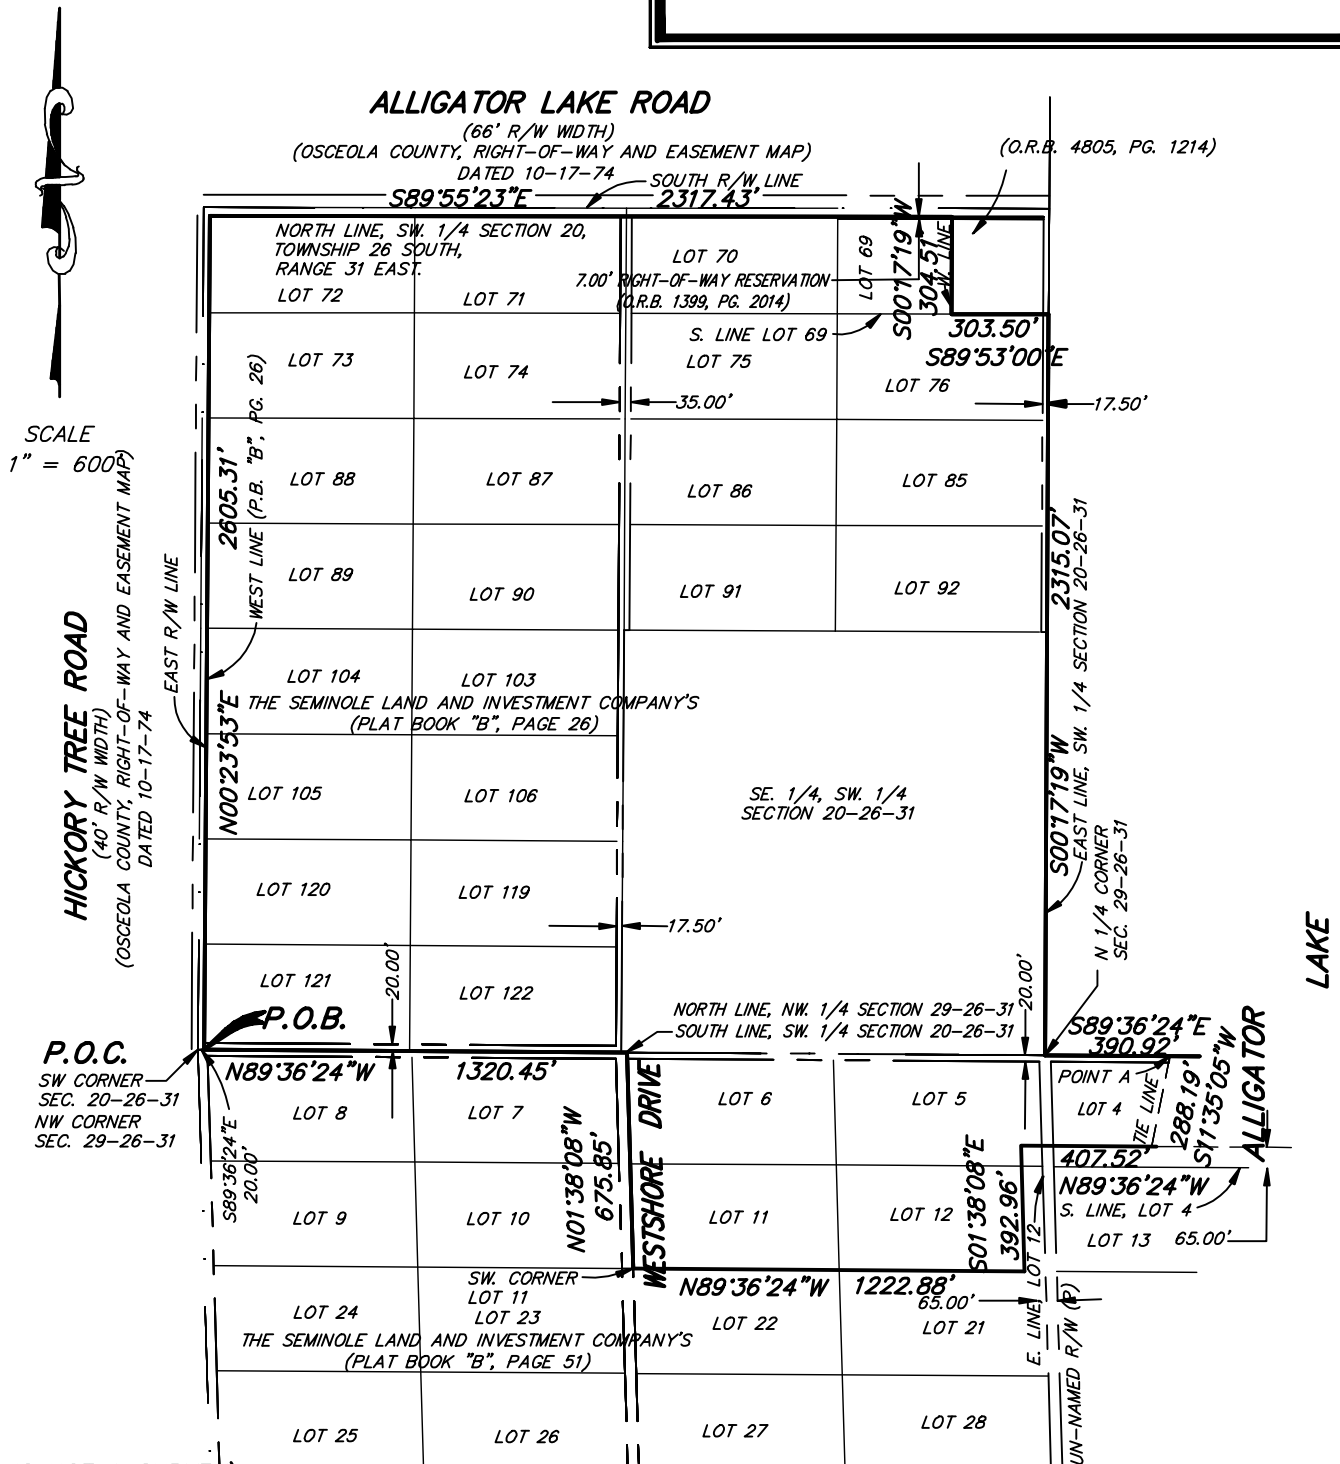 ALLIGATOR LAKE ROAD
(66' R/W WIDTH)
(OSCEOLA COUNTY, RIGHT-OF-WAY AND EASEMENT MAP)
DATED 10-17-74
SOUTH R/W LINE
(O.R.B. 4805, PG. 1214)
S89°55'23"E
2317.43'
NORTH LINE, SW. 1/4 SECTION 20,
TOWNSHIP 26 SOUTH,
RANGE 31 EAST.
LOT 72
LOT 71
LOT 70
7.00' RIGHT-OF-WAY RESERVATION
(O.R.B. 1399, PG. 2014)
LOT 69
S00°17'19"W
304.51'
W. LINE
S. LINE LOT 69
303.50'
S89°53'00"E
LOT 73
LOT 74
LOT 75
LOT 76
35.00'
17.50'
SCALE
1" = 600'
LOT 88
LOT 87
LOT 86
LOT 85
2605.31'
WEST LINE (P.B. "B", PG. 26)
N00°23'53"E
EAST R/W LINE
HICKORY TREE ROAD
(40' R/W WIDTH)
(OSCEOLA COUNTY, RIGHT-OF-WAY AND EASEMENT MAP)
DATED 10-17-74
LOT 89
LOT 90
LOT 91
LOT 92
2315.07'
S00°17'19"W
EAST LINE, SW. 1/4 SECTION 20-26-31
LOT 104
LOT 103
THE SEMINOLE LAND AND INVESTMENT COMPANY'S
(PLAT BOOK "B", PAGE 26)
LOT 105
LOT 106
SE. 1/4, SW. 1/4
SECTION 20-26-31
N 1/4 CORNER
SEC. 29-26-31
LOT 120
LOT 119
17.50'
LAKE
ALLIGATOR
LOT 121
LOT 122
20.00'
20.00'
NORTH LINE, NW. 1/4 SECTION 29-26-31
SOUTH LINE, SW. 1/4 SECTION 20-26-31
P.O.B.
P.O.C.
SW CORNER
SEC. 20-26-31
NW CORNER
SEC. 29-26-31
S89°36'24"E
20.00'
N89°36'24"W
1320.45'
S89°36'24"E
390.92'
POINT A
LOT 4
TIE LINE
288.19'
S11°35'05"W
LOT 8
LOT 7
LOT 6
LOT 5
N01°38'08"W
675.85'
WESTSHORE DRIVE
S01°38'08"E
392.96'
407.52'
N89°36'24"W
S. LINE, LOT 4
LOT 13
65.00'
LOT 9
LOT 10
LOT 11
LOT 12
E. LINE, LOT 12
SW. CORNER
LOT 11
N89°36'24"W
1222.88'
65.00'
LOT 24
LOT 23
LOT 22
LOT 21
THE SEMINOLE LAND AND INVESTMENT COMPANY'S
(PLAT BOOK "B", PAGE 51)
UN-NAMED R/W (P)
LOT 25
LOT 26
LOT 27
LOT 28